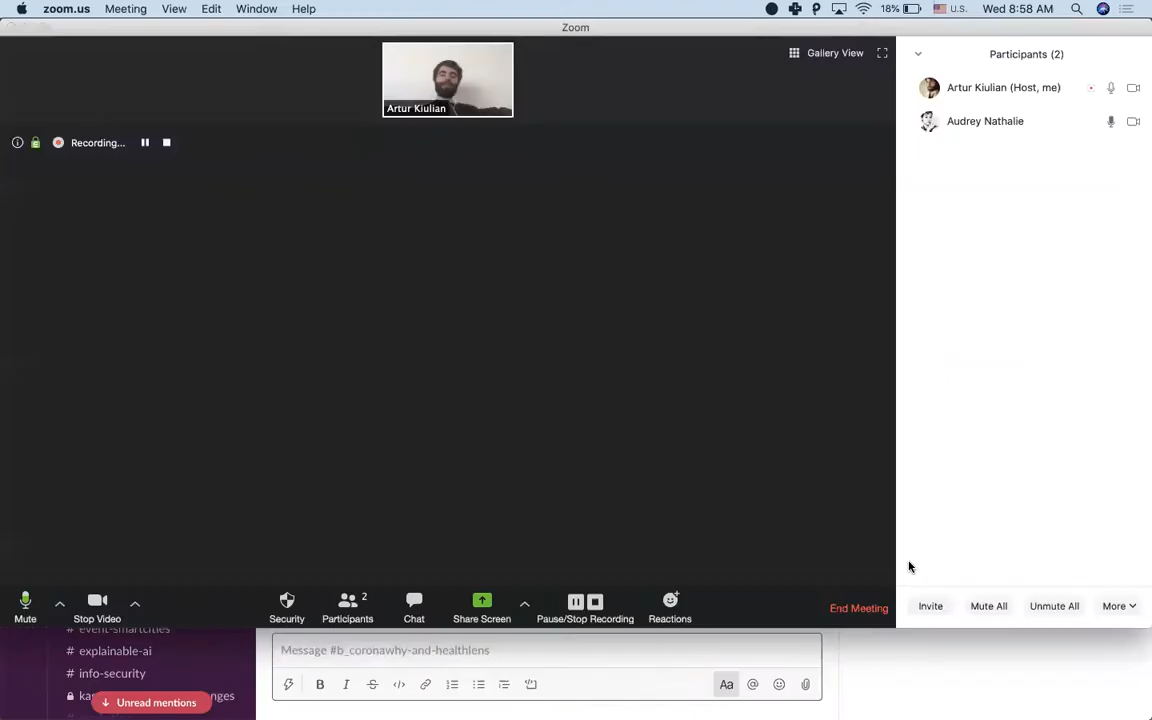 zoom.us Meeting View Edit Window Help 18% U.S. Wed 8:58 AM
Zoom
Gallery View
Artur Kiulian
Recording...
Participants (2)
Artur Kiulian (Host, me)
Audrey Nathalie
Mute
Stop Video
Security
Participants 2
Chat
Share Screen
Pause/Stop Recording
Reactions
End Meeting
Invite
Mute All
Unmute All
More
# event-smartcities
# explainable-ai
# info-security
Unread mentions
Message #b_coronawhy-and-healthlens
B I Aa @